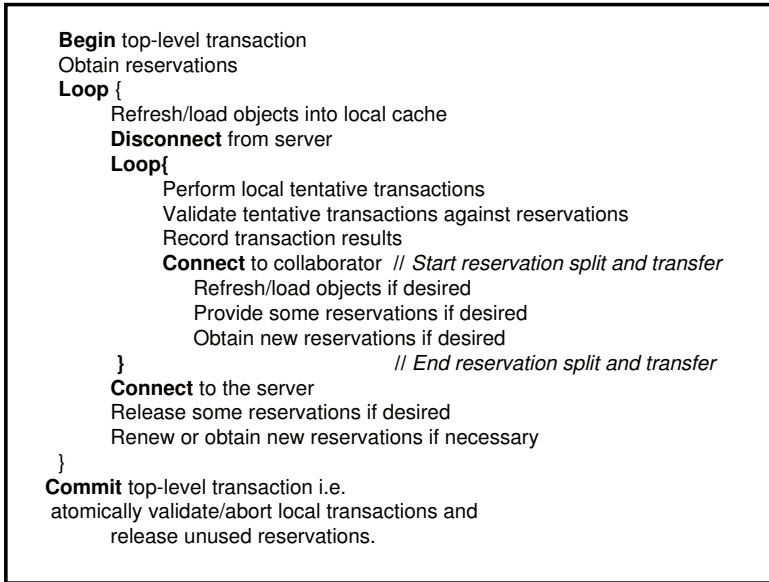 Begin top-level transaction
Obtain reservations
Loop {
Refresh/load objects into local cache
Disconnect from server
Loop{
Perform local tentative transactions
Validate tentative transactions against reservations
Record transaction results
Connect to collaborator // Start reservation split and transfer
Refresh/load objects if desired
Provide some reservations if desired
Obtain new reservations if desired
} // End reservation split and transfer
Connect to the server
Release some reservations if desired
Renew or obtain new reservations if necessary
}
Commit top-level transaction i.e.
atomically validate/abort local transactions and
release unused reservations.